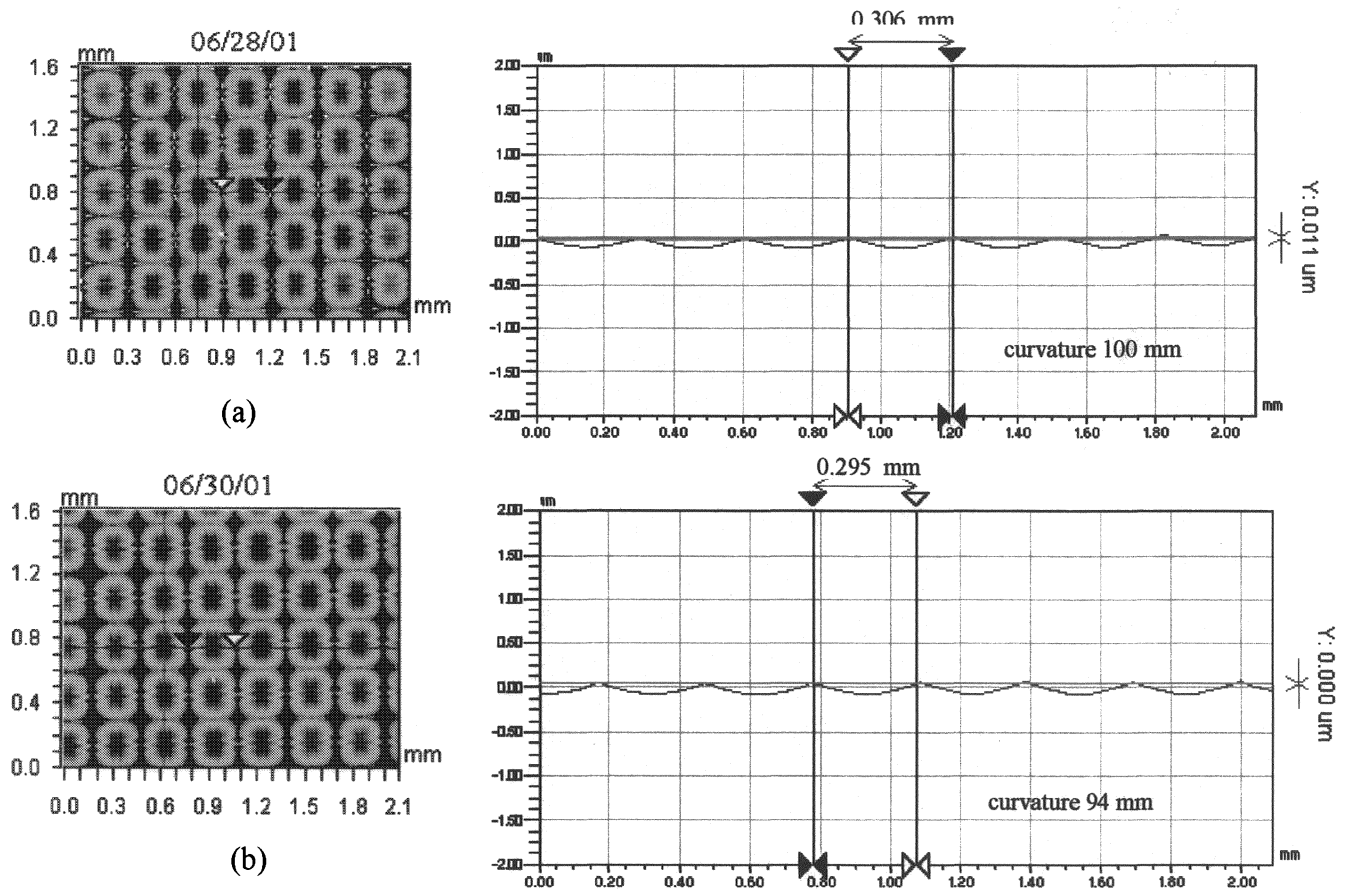 06/28/01
mm
1.6
1.2
0.8
0.4
0.0
mm
0.0 0.3 0.6 0.9 1.2 1.5 1.8 2.1
(a)
0.306 mm
um
2.00
1.50
1.00
0.50
0.00
-0.50
-1.00
-1.50
-2.00
curvature 100 mm
mm
0.00 0.20 0.40 0.60 0.80 1.00 1.20 1.40 1.60 1.80 2.00
Y: 0.011 um
06/30/01
mm
1.6
1.2
0.8
0.4
0.0
mm
0.0 0.3 0.6 0.9 1.2 1.5 1.8 2.1
(b)
0.295 mm
um
2.00
1.50
1.00
0.50
0.00
-0.50
-1.00
-1.50
-2.00
curvature 94 mm
mm
0.00 0.20 0.40 0.60 0.80 1.00 1.20 1.40 1.60 1.80 2.00
Y: 0.000 um